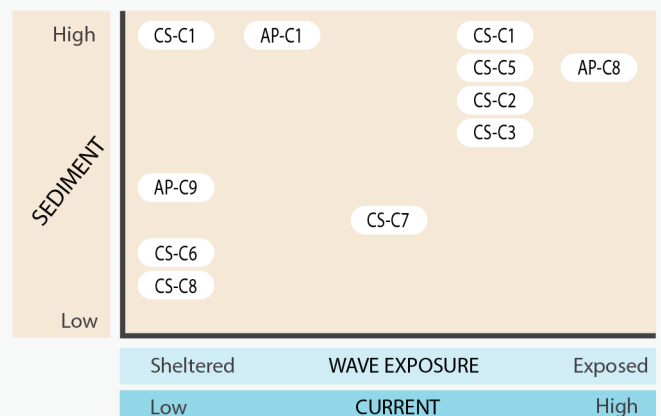 High CS-C1 AP-C1 CS-C1
CS-C5 AP-C8
CS-C2
CS-C3
SEDIMENT
AP-C9
CS-C7
CS-C6
CS-C8
Low
Sheltered WAVE EXPOSURE Exposed
Low CURRENT High